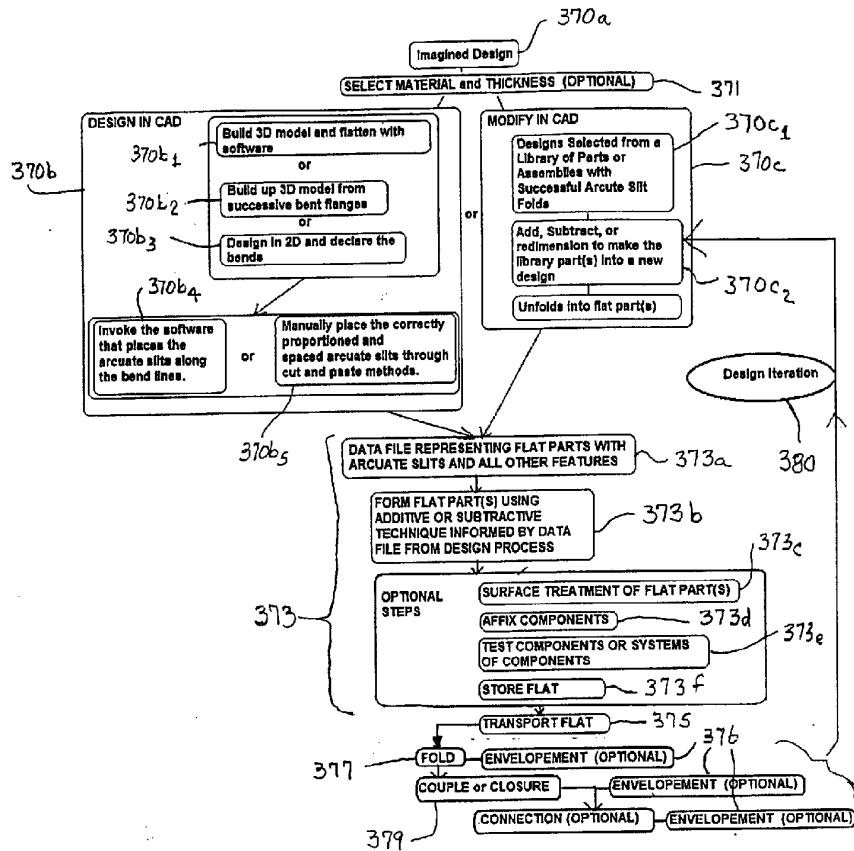 370a
Imagined Design
SELECT MATERIAL and THICKNESS (OPTIONAL)
371
DESIGN IN CAD
370b
370b1
Build 3D model and flatten with
software
or
370b2
Build up 3D model from
successive bent flanges
or
370b3
Design in 2D and declare the
bends
370b4
Invoke the software
that places the
arcuate slits along
the bend lines.
or
Manually place the correctly
proportioned and
spaced arcuate slits through
cut and paste methods.
370b5
or
MODIFY IN CAD
370c1
370c
Designs Selected from a
Library of Parts or
Assemblies with
Successful Arcute Slit
Folds
Add, Subtract, or
redimension to make the
library part(s) into a new
design
370c2
Unfolds into flat part(s)
Design Iteration
380
373
DATA FILE REPRESENTING FLAT PARTS WITH
ARCUATE SLITS AND ALL OTHER FEATURES
373a
FORM FLAT PART(S) USING
ADDITIVE OR SUBTRACTIVE
TECHNIQUE INFORMED BY DATA
FILE FROM DESIGN PROCESS
373b
OPTIONAL
STEPS
SURFACE TREATMENT OF FLAT PART(S)
373c
AFFIX COMPONENTS
373d
TEST COMPONENTS OR SYSTEMS
OF COMPONENTS
373e
STORE FLAT
373f
TRANSPORT FLAT
375
377
FOLD
ENVELOPEMENT (OPTIONAL)
376
COUPLE or CLOSURE
ENVELOPEMENT (OPTIONAL)
379
CONNECTION (OPTIONAL)
ENVELOPEMENT (OPTIONAL)